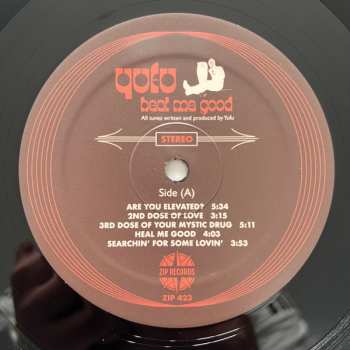 yufu
beat me good
All tunes written and produced by Yufu
STEREO
Side (A)
ARE YOU ELEVATED? 5:34
2ND DOSE OF LOVE 3:15
3RD DOSE OF YOUR MYSTIC DRUG 5:11
HEAL ME GOOD 4:03
SEARCHIN' FOR SOME LOVIN' 3:53
ZIP RECORDS
ZIP 423